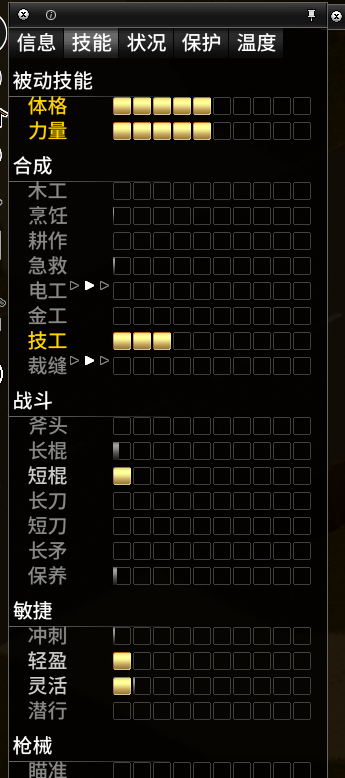 信息 技能 状况 保护 温度
被动技能
体格
力量
合成
木工
烹饪
耕作
急救
电工
金工
技工
裁缝
战斗
斧头
长棍
短棍
长刀
短刀
长矛
保养
敏捷
冲刺
轻盈
灵活
潜行
枪械
瞄准